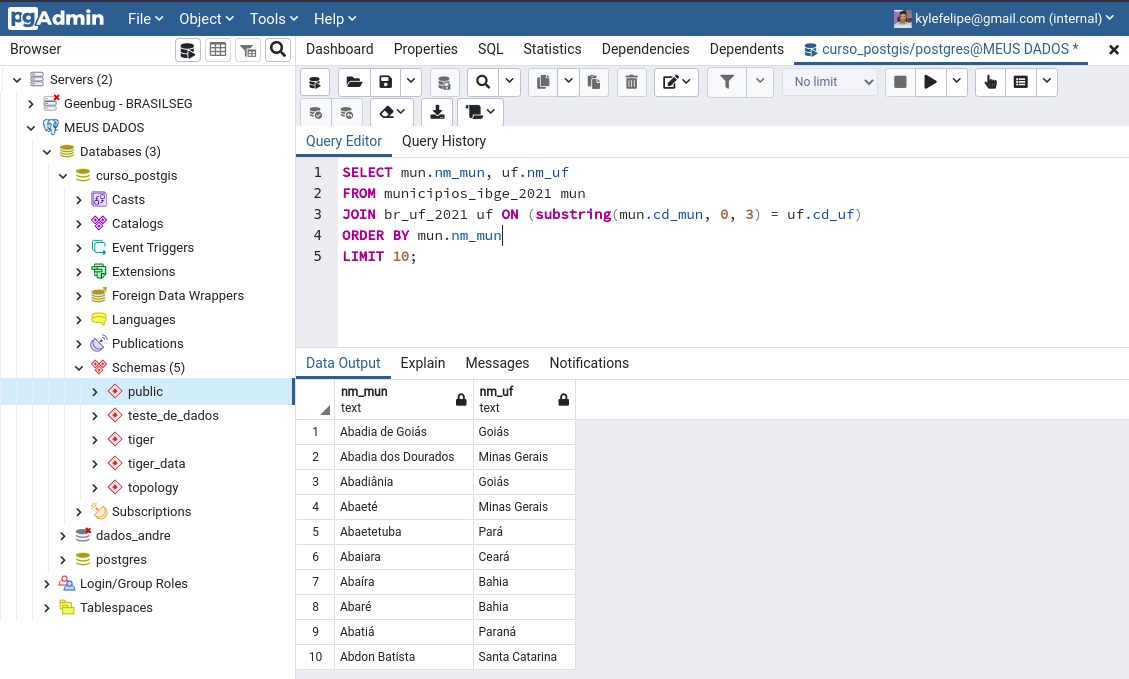 pgAdmin File Object Tools Help kylefelipe@gmail.com (internal)
Browser
Dashboard Properties SQL Statistics Dependencies Dependents curso_postgis/postgres@MEUS DADOS *
Servers (2)
Geenbug - BRASILSEG
MEUS DADOS
Databases (3)
curso_postgis
Casts
Catalogs
Event Triggers
Extensions
Foreign Data Wrappers
Languages
Publications
Schemas (5)
public
teste_de_dados
tiger
tiger_data
topology
Subscriptions
dados_andre
postgres
Login/Group Roles
Tablespaces
No limit
Query Editor Query History
1 SELECT mun.nm_mun, uf.nm_uf
2 FROM municipios_ibge_2021 mun
3 JOIN br_uf_2021 uf ON (substring(mun.cd_mun, 0, 3) = uf.cd_uf)
4 ORDER BY mun.nm_mun
5 LIMIT 10;
Data Output Explain Messages Notifications
nm_mun nm_uf
text text
1 Abadia de Goiás Goiás
2 Abadia dos Dourados Minas Gerais
3 Abadiânia Goiás
4 Abaeté Minas Gerais
5 Abaetetuba Pará
6 Abaiara Ceará
7 Abaíra Bahia
8 Abaré Bahia
9 Abatiá Paraná
10 Abdon Batista Santa Catarina